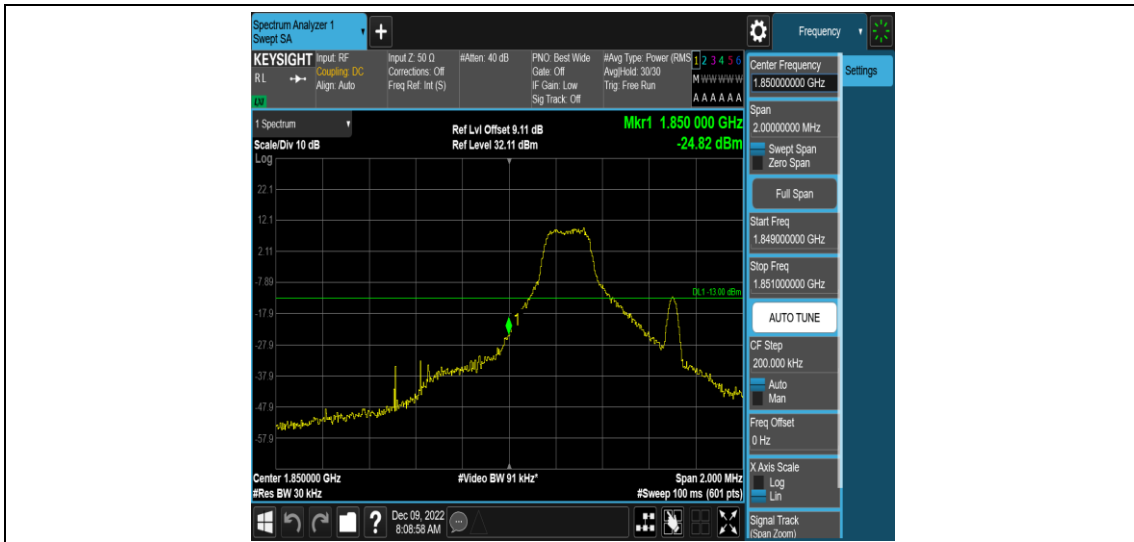 Spectrum Analyzer 1
Swept SA
+
Frequency
KEYSIGHT
RL
LXI
Input: RF
Coupling: DC
Align: Auto
Input Z: 50 Ω
Corrections: Off
Freq Ref: Int (S)
#Atten: 40 dB
PNO: Best Wide
Gate: Off
IF Gain: Low
Sig Track: Off
#Avg Type: Power (RMS
Avg|Hold: 30/30
Trig: Free Run
1 2 3 4 5 6
M W W W W W
A A A A A A
1 Spectrum
Scale/Div 10 dB
Log
Ref Lvl Offset 9.11 dB
Ref Level 32.11 dBm
Mkr1 1.850 000 GHz
-24.82 dBm
22.1
12.1
2.11
-7.89
-17.9
-27.9
-37.9
-47.9
-57.9
DL1 -13.00 dBm
1
Center 1.850000 GHz
#Res BW 30 kHz
#Video BW 91 kHz*
Span 2.000 MHz
#Sweep 100 ms (601 pts)
Center Frequency
1.850000000 GHz
Settings
Span
2.00000000 MHz
Swept Span
Zero Span
Full Span
Start Freq
1.849000000 GHz
Stop Freq
1.851000000 GHz
AUTO TUNE
CF Step
200.000 kHz
Auto
Man
Freq Offset
0 Hz
X Axis Scale
Log
Lin
Signal Track
(Span Zoom)
?
Dec 09, 2022
8:08:58 AM